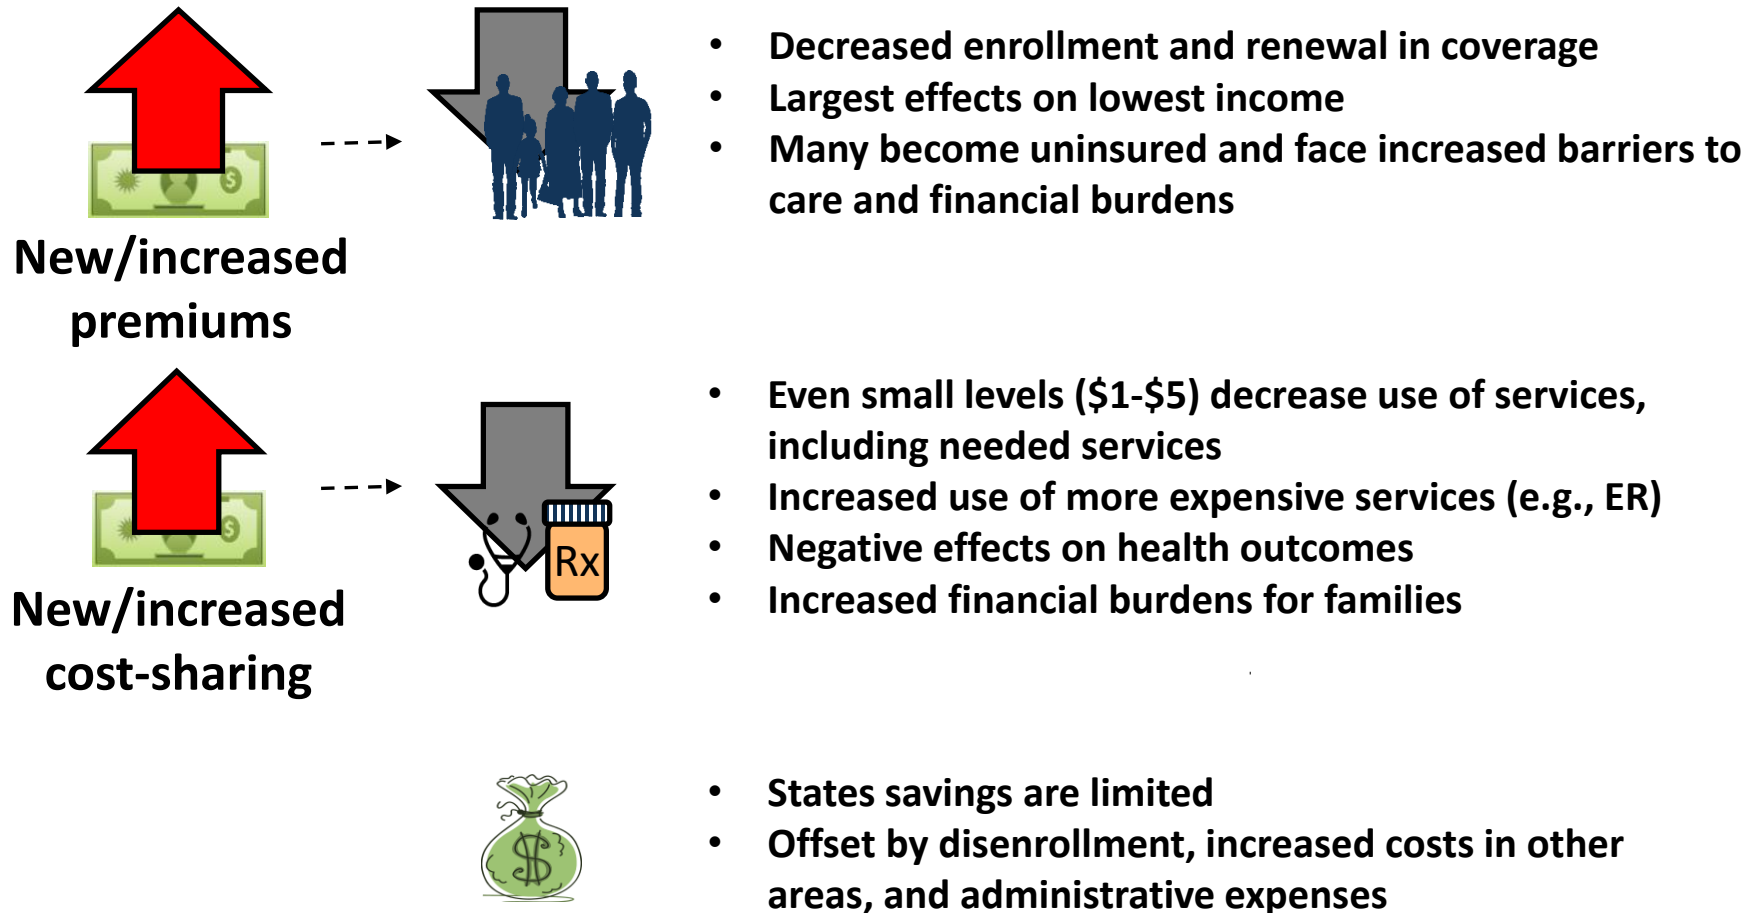 • Decreased enrollment and renewal in coverage
• Largest effects on lowest income
• Many become uninsured and face increased barriers to
care and financial burdens
New/increased
premiums
• Even small levels ($1-$5) decrease use of services,
including needed services
• Increased use of more expensive services (e.g., ER)
• Negative effects on health outcomes
• Increased financial burdens for families
Rx
New/increased
cost-sharing
• States savings are limited
• Offset by disenrollment, increased costs in other
areas, and administrative expenses
$